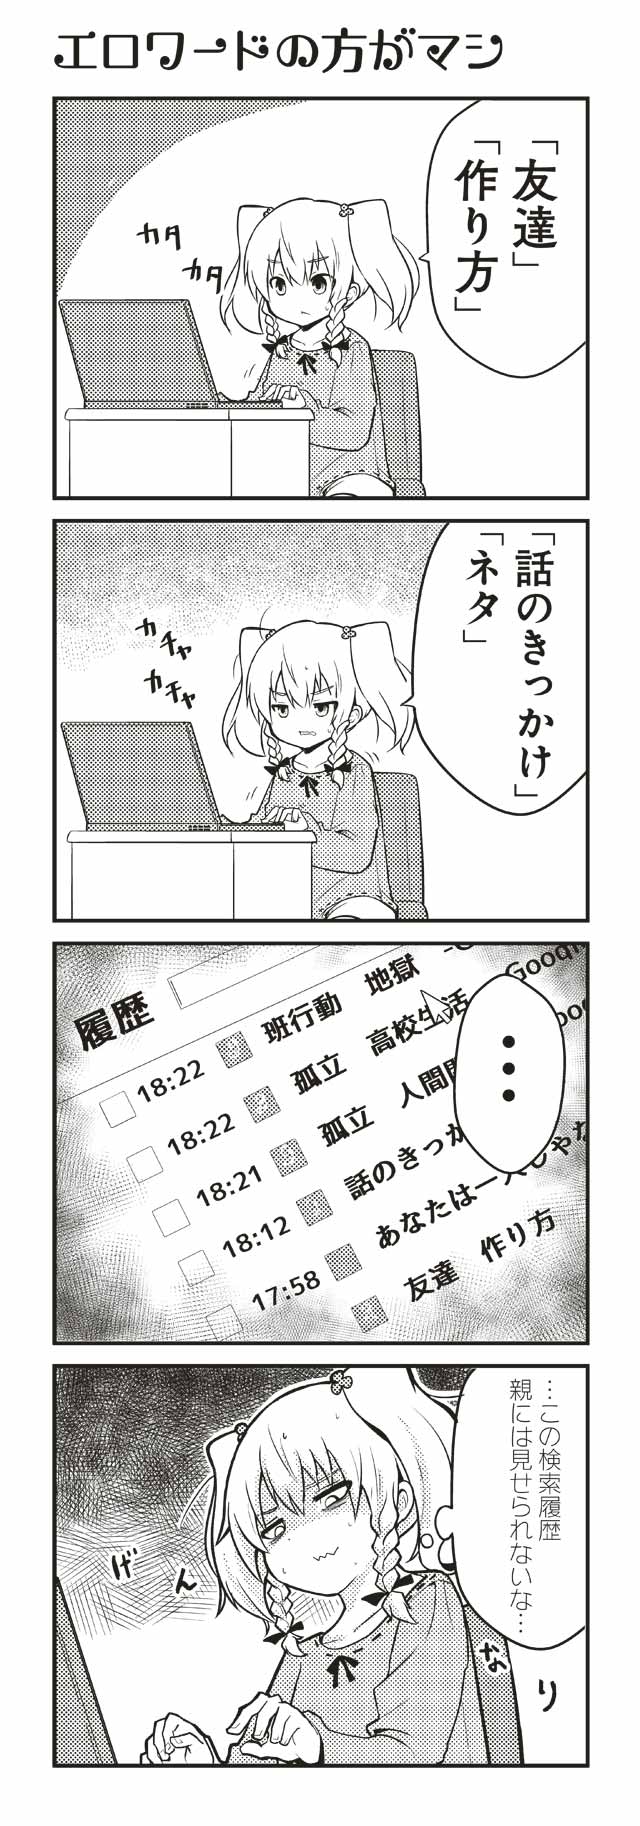 エロワードの方がマシ
「友達」
「作り方」
カタ
カタ
「話のきっかけ」
「ネタ」
カチャ
カチャ
履歴
18:22 班行動 地獄 -G
18:22 孤立 高校生活 Googl
18:21 孤立 人間関
18:12 話のきっか
17:58 あなたは一人じゃな
友達 作り方
・・・
…この検索履歴
親には見せられないな…
げんなり